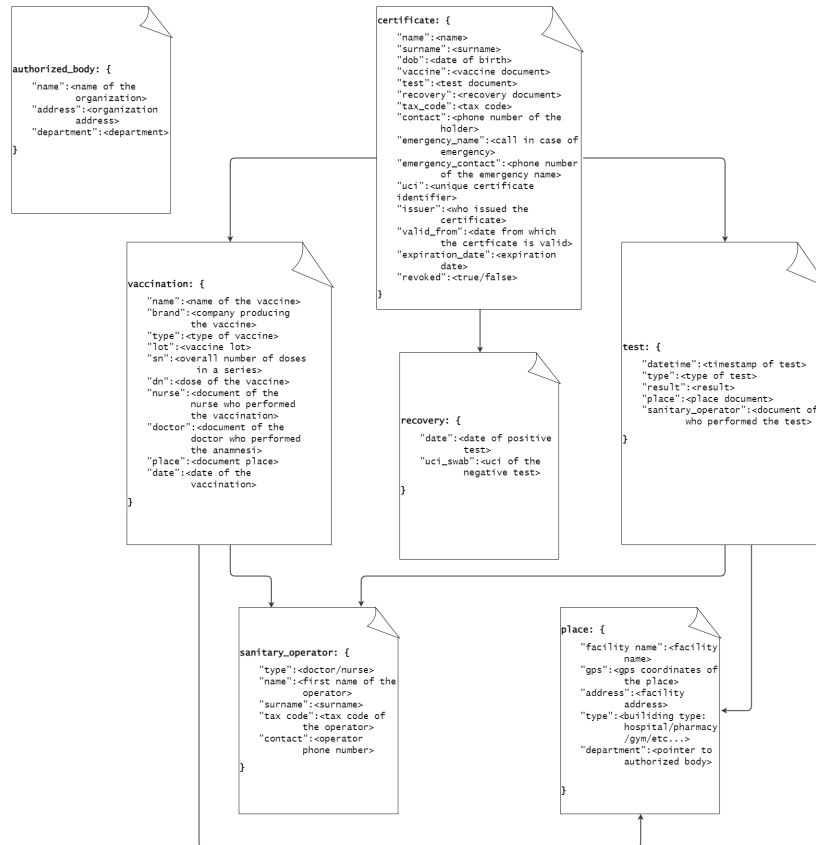 authorized_body: {
"name":<name of the
organization>
"address":<organization
address>
"department":<department>
}
certificate: {
"name":<name>
"surname":<surname>
"dob":<date of birth>
"vaccine":<vaccine document>
"test":<test document>
"recovery":<recovery document>
"tax_code":<tax code>
"contact":<phone number of the
holder>
"emergency_name":<call in case of
emergency>
"emergency_contact":<phone number
of the emergency name>
"uci":<unique certificate
identifier>
"issuer":<who issued the
certificate>
"valid_from":<date from which
the certficate is valid>
"expiration_date":<expiration
date>
"revoked":<true/false>
}
vaccination: {
"name":<name of the vaccine>
"brand":<company producing
the vaccine>
"type":<type of vaccine>
"lot":<vaccine lot>
"sn":<overall number of doses
in a series>
"dn":<dose of the vaccine>
"nurse":<document of the
nurse who performed
the vaccination>
"doctor":<document of the
doctor who performed
the anamnesi>
"place":<document place>
"date":<date of the
vaccination>
}
recovery: {
"date":<date of positive
test>
"uci_swab":<uci of the
negative test>
}
test: {
"datetime":<timestamp of test>
"type":<type of test>
"result":<result>
"place":<place document>
"sanitary_operator":<document of
who performed the test>
}
sanitary_operator: {
"type":<doctor/nurse>
"name":<first name of the
operator>
"surname":<surname>
"tax code":<tax code of
the operator>
"contact":<operator
phone number>
}
place: {
"facility name":<facility
name>
"gps":<gps coordinates of
the place>
"address":<facility
address>
"type":<builiding type:
hospital/pharmacy
/gym/etc...>
"department":<pointer to
authorized body>
}